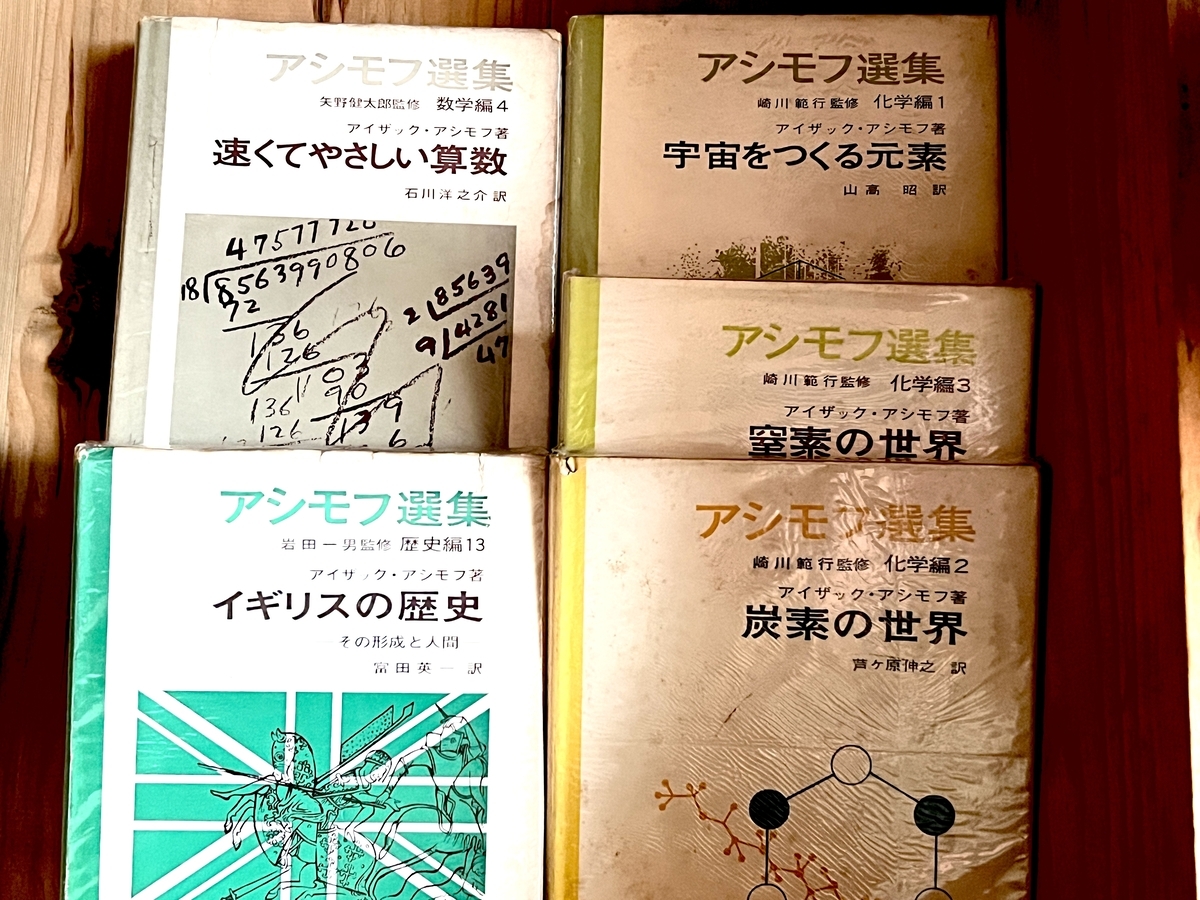 アシモフ選集
矢野健太郎監修 数学編4
アイザック・アシモフ著
速くてやさしい算数
石川洋之介訳
18
8563990806
72
136
126
103
90
136
126
139
2
85639
9
4281
47
アシモフ選集
崎川範行監修 化学編1
アイザック・アシモフ著
宇宙をつくる元素
山高 昭訳
アシモフ選集
崎川範行監修 化学編3
アイザック・アシモフ著
窒素の世界
アシモフ選集
岩田一男監修 歴史編13
アイザック・アシモフ著
イギリスの歴史
その形成と人間
富田英一訳
アシモフ選集
崎川範行監修 化学編2
アイザック・アシモフ著
炭素の世界
芦ケ原伸之 訳